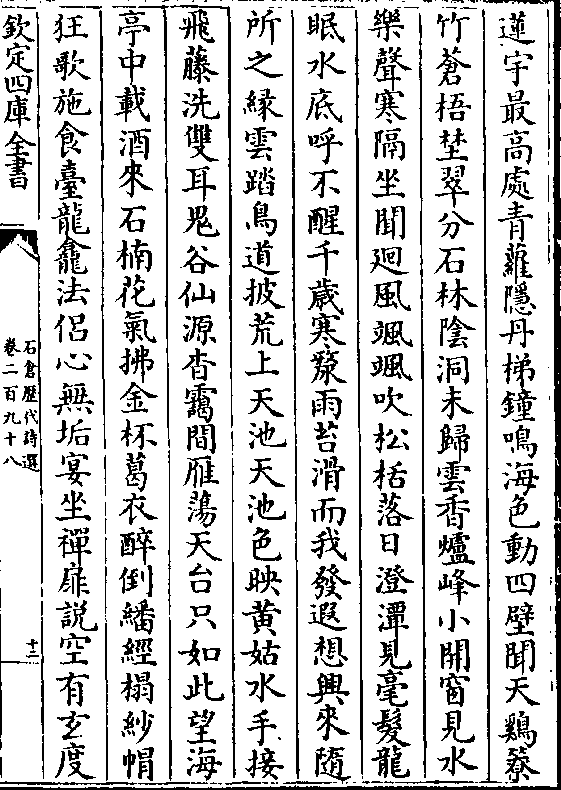 蓮宇最高處青蘿隱丹梯鐘鳴海色動四壁聞天鷄簝
竹蒼梧埜翠分石林陰洞未歸雲香爐峰小開窗見水
樂聲寒隔坐聞廻風颯颯吹松栝落日澄潭見毫髮龍
眠水底呼不醒千歲寒漦雨苔滑而我發遐想興來隨
所之緣雲踏鳥道披荒上天池天池色映黃姑水手接
飛藤洗雙耳鬼谷仙源杳靄間雁蕩天台只如此望海
亭中載酒來石楠花氣拂金杯葛衣醉倒繙經榻紗帽
狂歌施食臺龍龕法侶心無垢宴坐禪扉說空有玄度
欽定四庫全書
石倉歷代詩選
卷二百九十八
十三